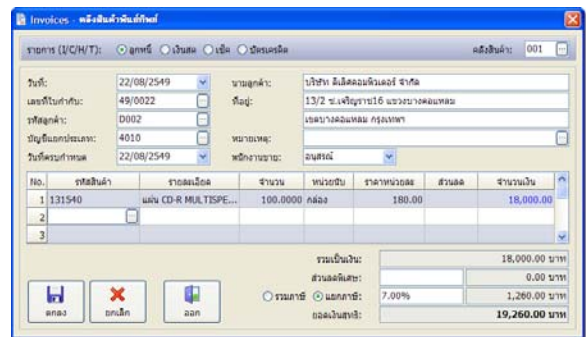 Invoices - คลังสินค้าพันธ์ทิพย์
รายการ (I/C/H/T): ลูกหนี้ เงินสด เช็ค บัตรเครดิต คลังสินค้า: 001
วันที่: 22/08/2549 นามลูกค้า: บริษัท ดีเลิศคอมพิวเตอร์ จำกัด
เลขที่ใบกำกับ: 49/0022 ที่อยู่: 13/2 ซ.เจริญราษ16 แขวงบางคอแหลม
รหัสลูกค้า: D002 เขตบางคอแหลม กรุงเทพฯ
บัญชีแยกประเภท: 4010 หมายเหตุ:
วันที่ครบกำหนด 22/08/2549 พนักงานขาย: อนุสรณ์
No. รหัสสินค้า รายละเอียด จำนวน หน่วยนับ ราคาหน่วยละ ส่วนลด จำนวนเงิน
1 131540 แผ่น CD-R MULTISPE... 100.0000 กล่อง 180.00 18,000.00
2
3
รวมเป็นเงิน: 18,000.00 บาท
ส่วนลดพิเศษ: 0.00 บาท
รวมภาษี แยกภาษี: 7.00% 1,260.00 บาท
ยอดเงินสุทธิ: 19,260.00 บาท
ตกลง ยกเลิก ออก